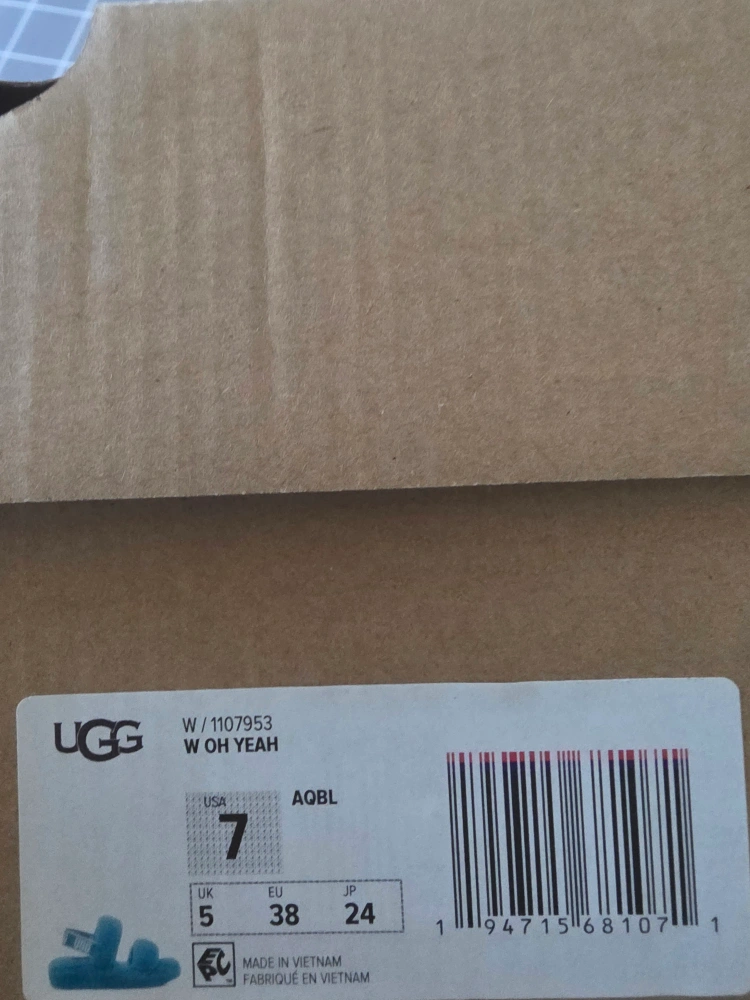 UGG
W / 1107953
W OH YEAH
USA
7
AQBL
UK EU JP
5 38 24
MADE IN VIETNAM
FABRIQUÉ EN VIETNAM
1 94715 68107 1